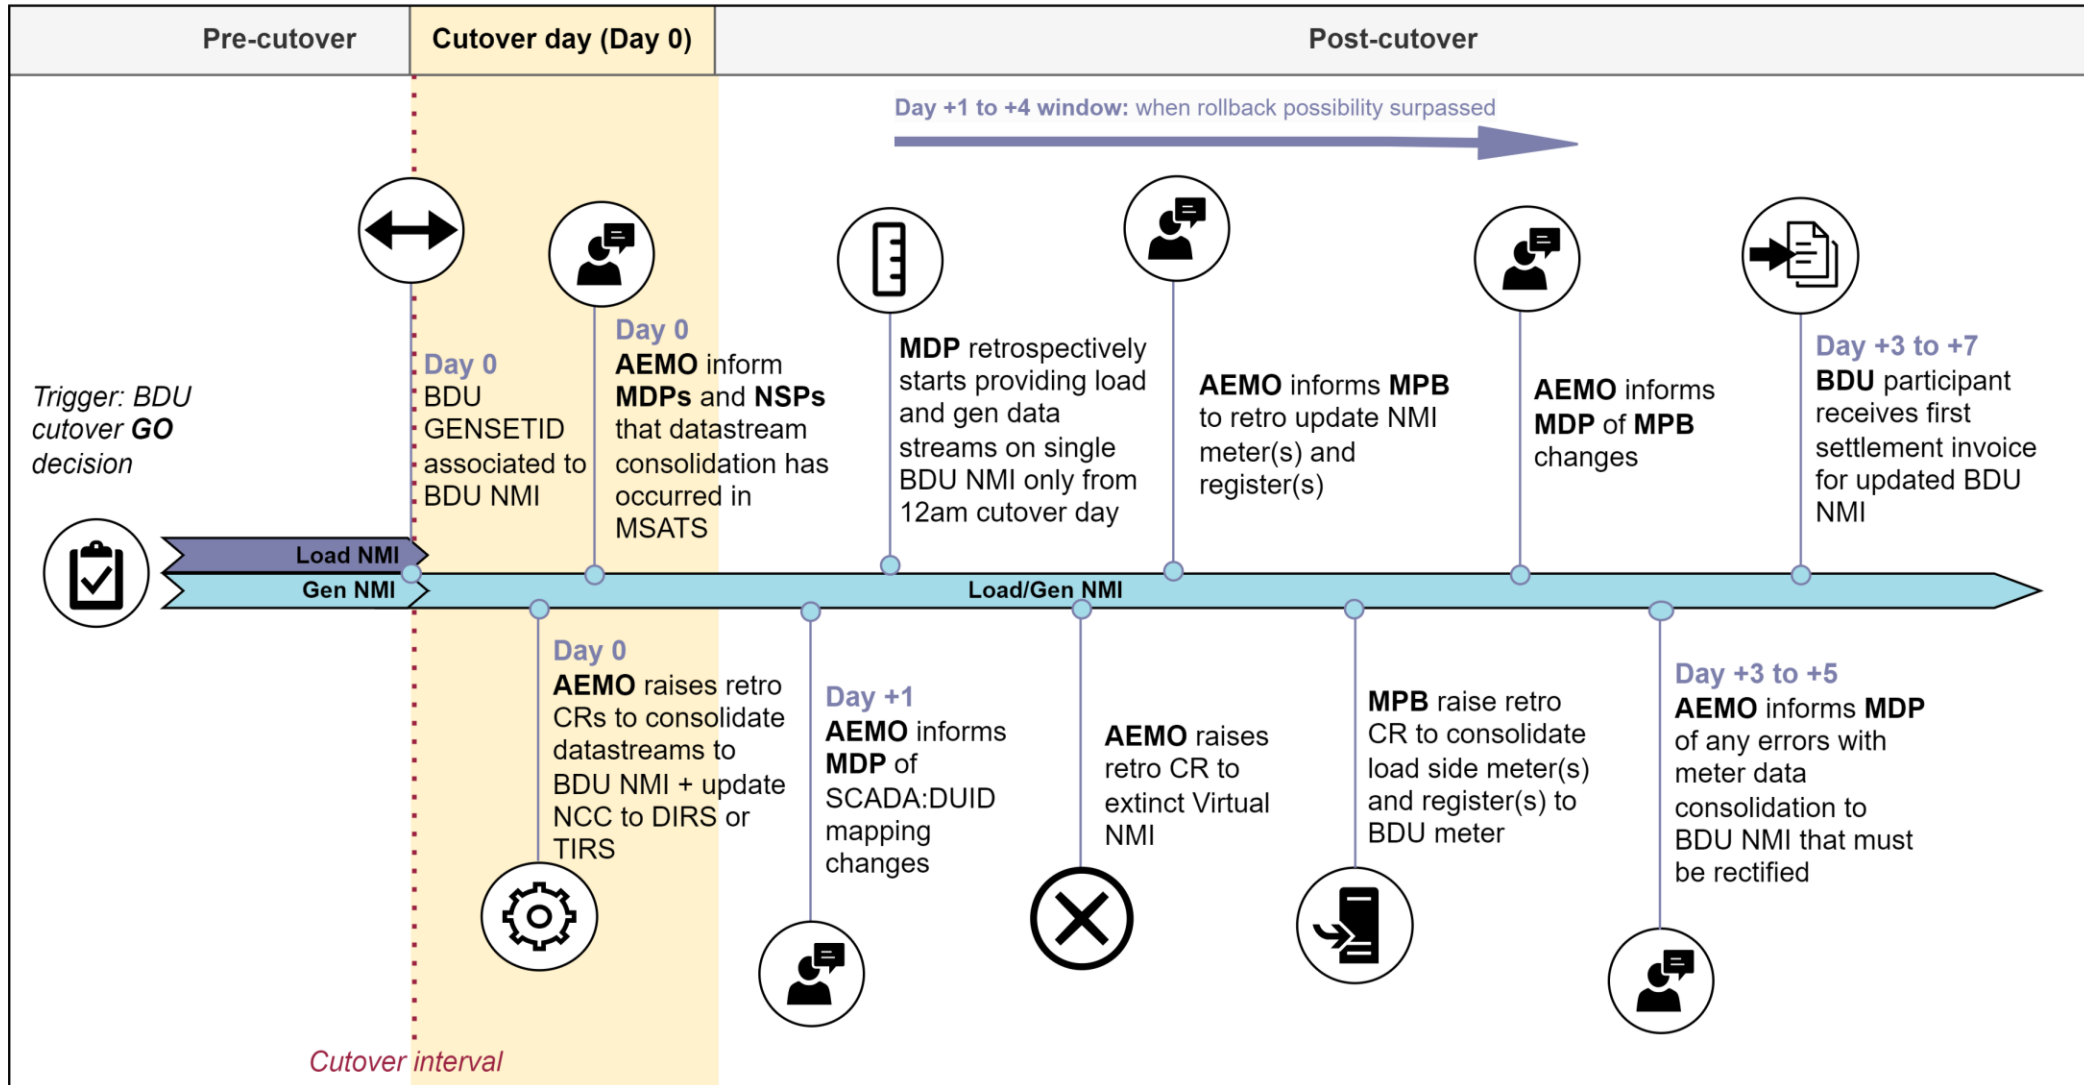 Pre-cutover
Cutover day (Day 0)
Post-cutover
Day +1 to +4 window: when rollback possibility surpassed
Trigger: BDU
cutover GO
decision
Day 0
BDU
GENSETID
associated to
BDU NMI
Day 0
AEMO inform
MDPs and NSPs
that datastream
consolidation has
occurred in
MSATS
MDP retrospectively
starts providing load
and gen data
streams on single
BDU NMI only from
12am cutover day
AEMO informs MPB
to retro update NMI
meter(s) and
register(s)
AEMO informs
MDP of MPB
changes
Day +3 to +7
BDU participant
receives first
settlement invoice
for updated BDU
NMI
Load NMI
Gen NMI
Load/Gen NMI
Day 0
AEMO raises retro
CRs to consolidate
datastreams to
BDU NMI + update
NCC to DIRS or
TIRS
Day +1
AEMO informs
MDP of
SCADA:DUID
mapping
changes
AEMO raises
retro CR to
extinct Virtual
NMI
MPB raise retro
CR to consolidate
load side meter(s)
and register(s) to
BDU meter
Day +3 to +5
AEMO informs MDP
of any errors with
meter data
consolidation to
BDU NMI that must
be rectified
Cutover interval